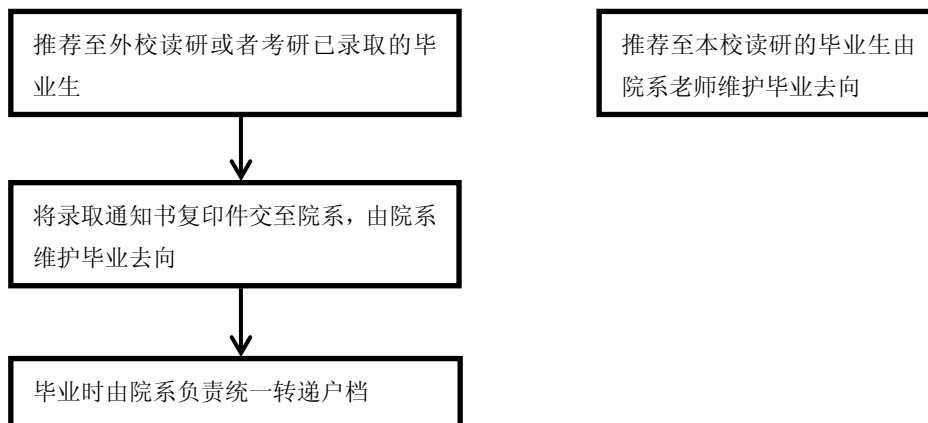 推荐至外校读研或者考研已录取的毕
业生
推荐至本校读研的毕业生由
院系老师维护毕业去向
将录取通知书复印件交至院系，由院系
维护毕业去向
毕业时由院系负责统一转递户档